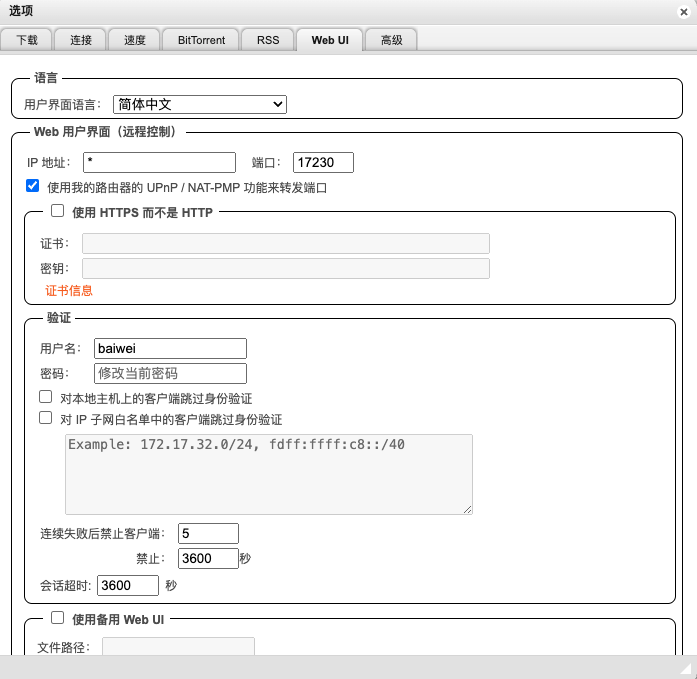 选项
下载 连接 速度 BitTorrent RSS Web UI 高级
语言
用户界面语言： 简体中文
Web 用户界面（远程控制）
IP 地址： * 端口： 17230
使用我的路由器的 UPnP / NAT-PMP 功能来转发端口
使用 HTTPS 而不是 HTTP
证书：
密钥：
证书信息
验证
用户名： baiwei
密码： 修改当前密码
对本地主机上的客户端跳过身份验证
对 IP 子网白名单中的客户端跳过身份验证
Example: 172.17.32.0/24, fdff:ffff:c8::/40
连续失败后禁止客户端： 5
禁止： 3600 秒
会话超时: 3600 秒
使用备用 Web UI
文件路径：